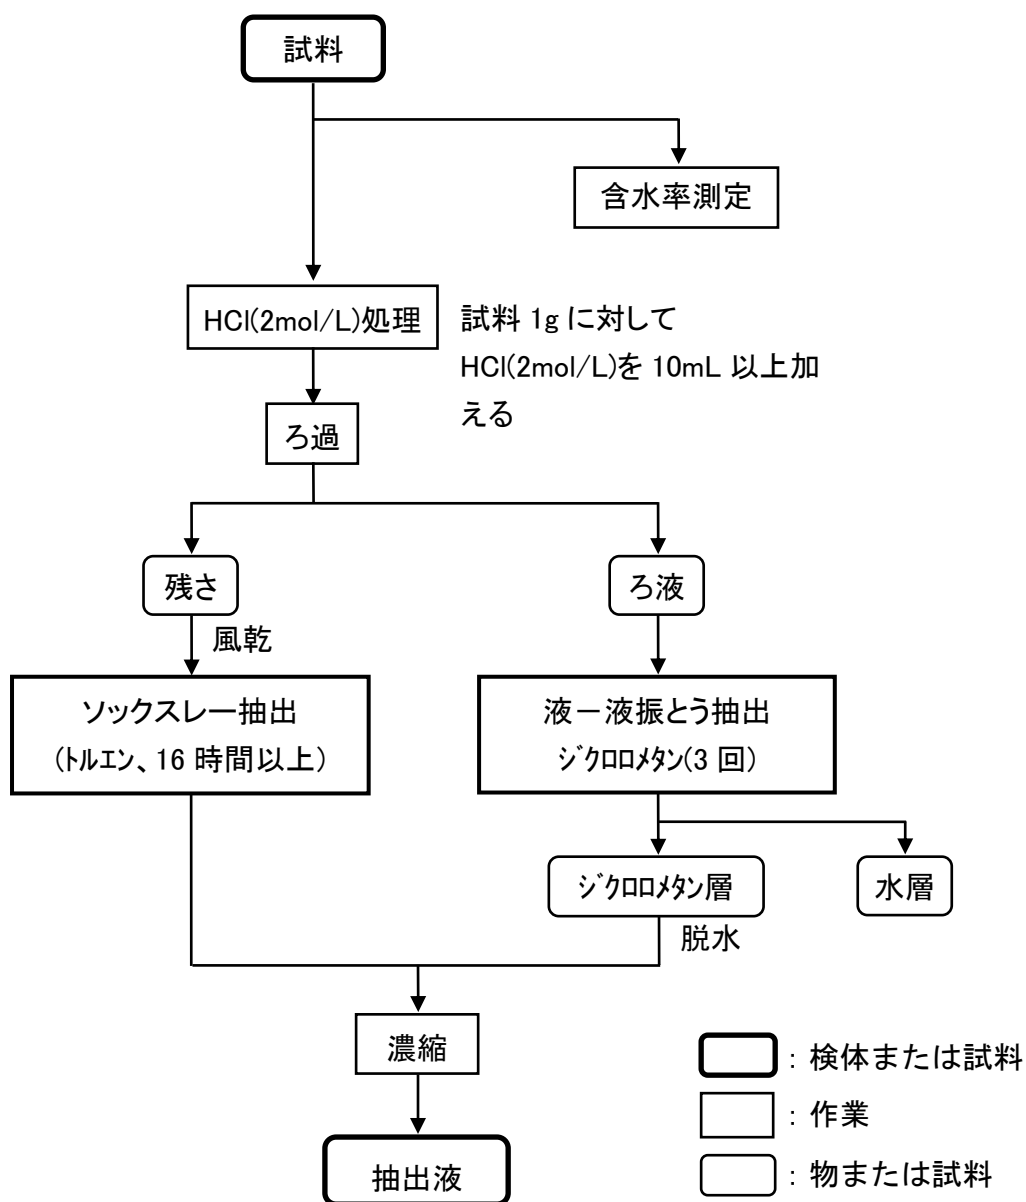 試料
含水率測定
HCl(2mol/L)処理
試料 1g に対して
HCl(2mol/L)を 10mL 以上加
える
ろ過
残さ
ろ液
風乾
ソックスレー抽出
(ﾄﾙｴﾝ、16 時間以上)
液－液振とう抽出
ｼﾞｸﾛﾛﾒﾀﾝ(3 回)
ｼﾞｸﾛﾛﾒﾀﾝ層
水層
脱水
濃縮
抽出液
：検体または試料
：作業
：物または試料